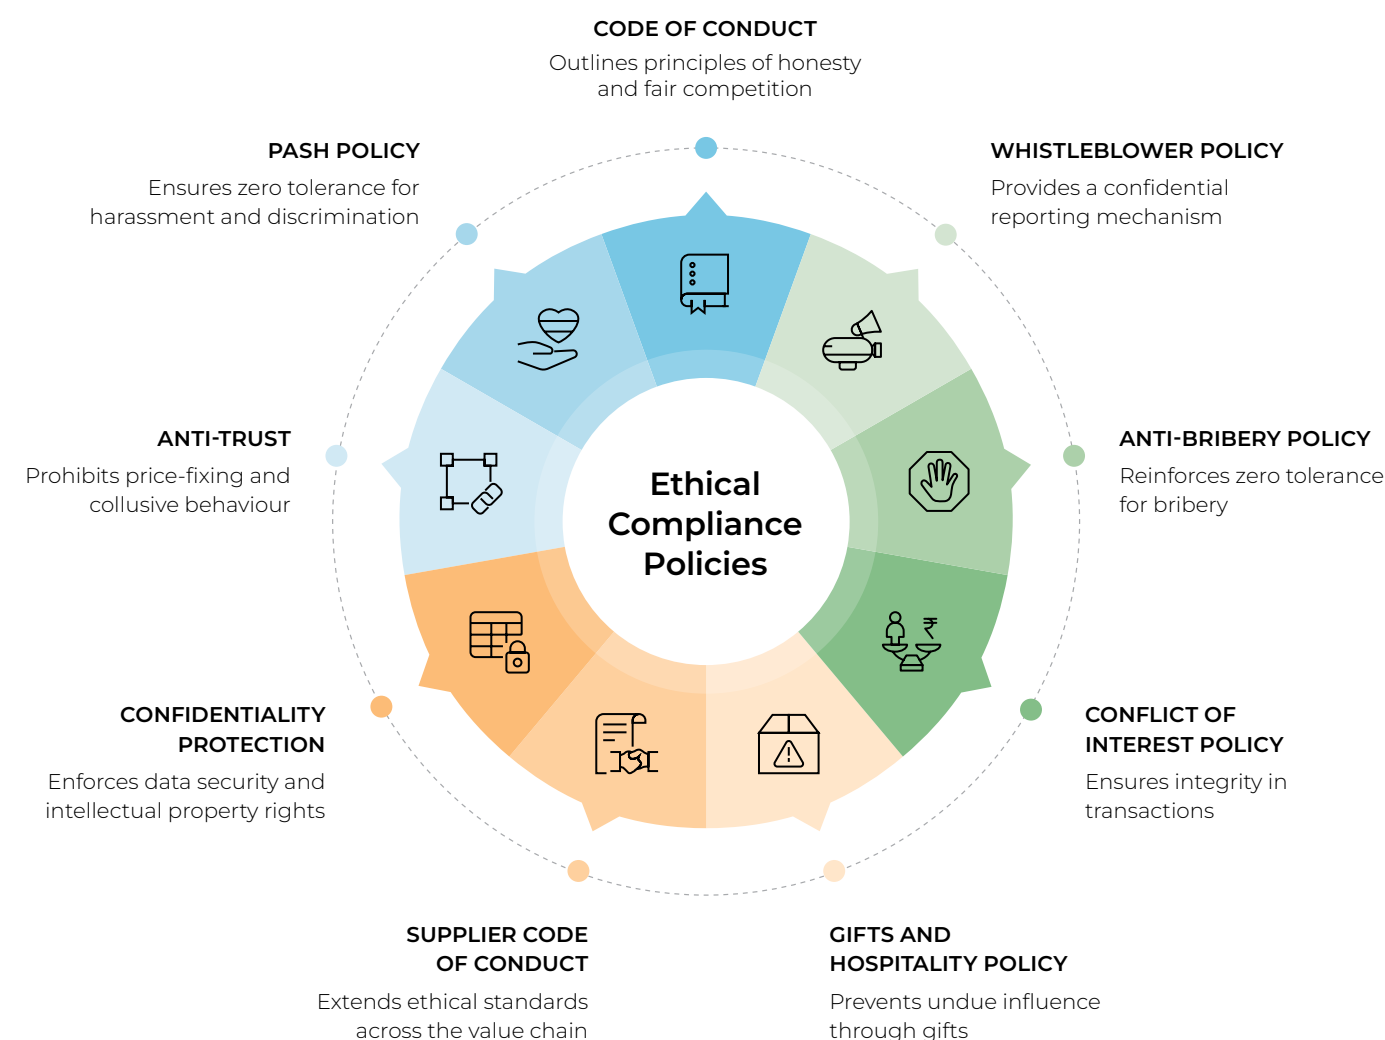 CODE OF CONDUCT
Outlines principles of honesty
and fair competition
WHISTLEBLOWER POLICY
Provides a confidential
reporting mechanism
ANTI-BRIBERY POLICY
Reinforces zero tolerance
for bribery
CONFLICT OF
INTEREST POLICY
Ensures integrity in
transactions
GIFTS AND
HOSPITALITY POLICY
Prevents undue influence
through gifts
SUPPLIER CODE
OF CONDUCT
Extends ethical standards
across the value chain
CONFIDENTIALITY
PROTECTION
Enforces data security and
intellectual property rights
ANTI-TRUST
Prohibits price-fixing and
collusive behaviour
PASH POLICY
Ensures zero tolerance for
harassment and discrimination
Ethical
Compliance
Policies
₹